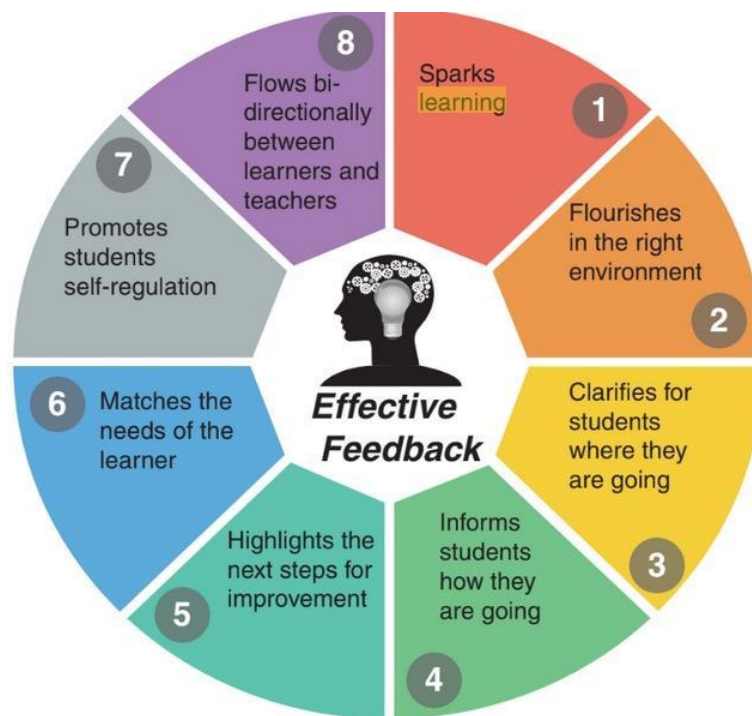 8
Flows bi-
directionally
between
learners and
teachers
Sparks
learning
1
Flourishes
in the right
environment
2
Clarifies for
students
where they
are going
3
Informs
students
how they
are going
4
Highlights the
next steps for
improvement
5
6
Matches the
needs of the
learner
7
Promotes
students
self-regulation
Effective
Feedback